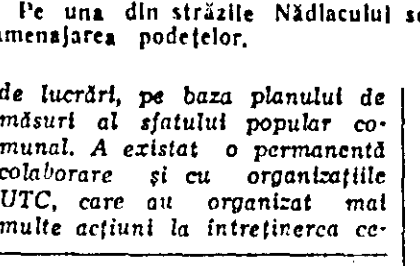 Pe una din străzile Nădlacului se
amenajarea podețelor.
de lucrări, pe baza planului de
măsuri al sfatului popular co-
munal. A existat o permanentă
colaborare și cu organizațiile
UTC, care au organizat mai
multe acțiuni la întreținerea ce-